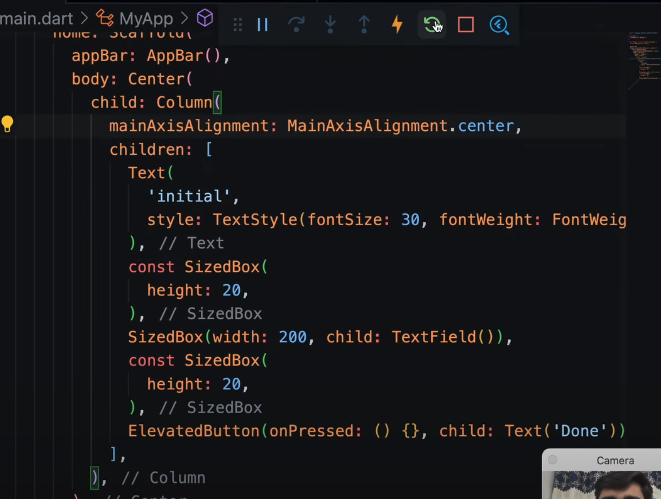 main.dart > MyApp >
home: Scaffold(
appBar: AppBar(),
body: Center(
child: Column(
mainAxisAlignment: MainAxisAlignment.center,
children: [
Text(
'initial',
style: TextStyle(fontSize: 30, fontWeight: FontWeig
), // Text
const SizedBox(
height: 20,
), // SizedBox
SizedBox(width: 200, child: TextField()),
const SizedBox(
height: 20,
), // SizedBox
ElevatedButton(onPressed: () {}, child: Text('Done'))
],
), // Column
), // Center
Camera